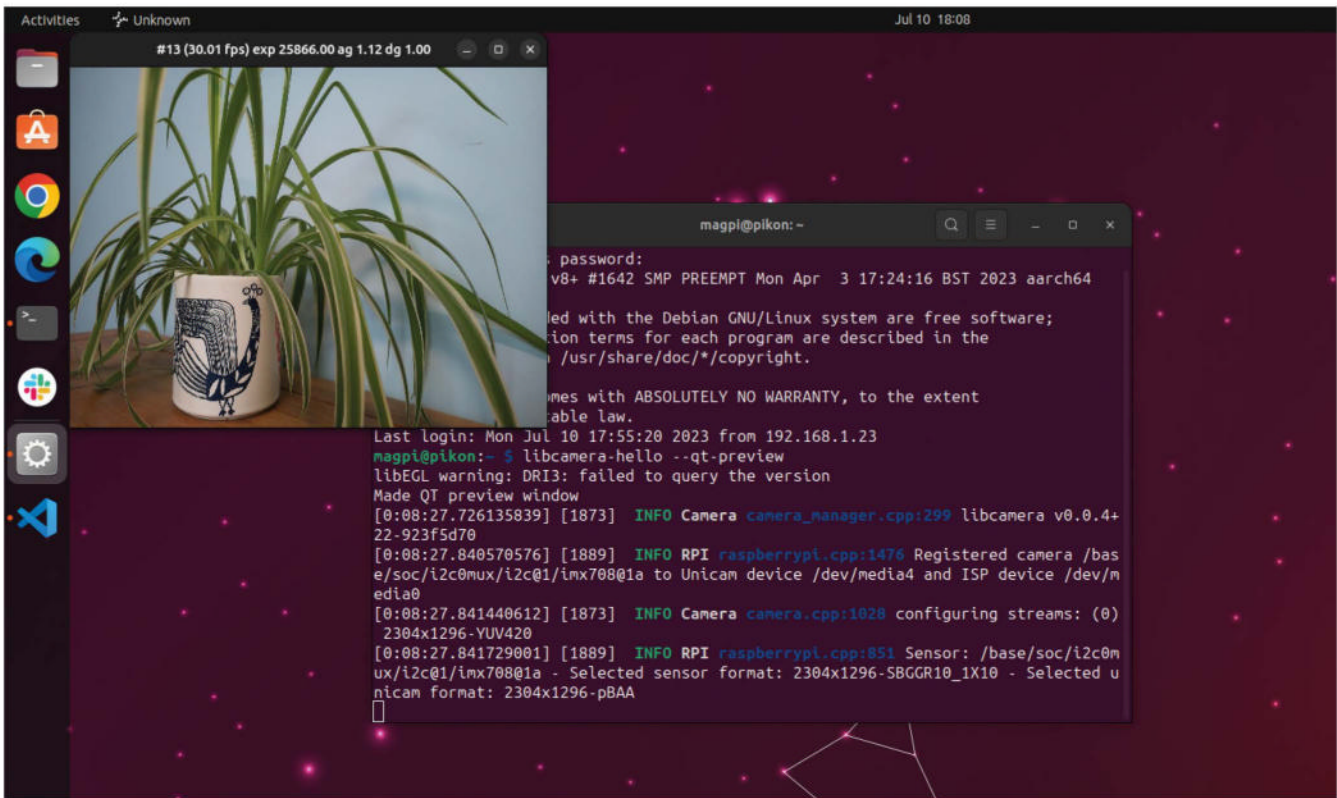 Activities
Unknown
Jul 10 18:08
#13 (30.01 fps) exp 25866.00 ag 1.12 dg 1.00
magpi@pikon: ~
password:
v8+ #1642 SMP PREEMPT Mon Apr  3 17:24:16 BST 2023 aarch64
with the Debian GNU/Linux system are free software;
terms for each program are described in the
/usr/share/doc/*/copyright.
with ABSOLUTELY NO WARRANTY, to the extent
law.
Last login: Mon Jul 10 17:55:20 2023 from 192.168.1.23
magpi@pikon:~ $ libcamera-hello --qt-preview
libEGL warning: DRI3: failed to query the version
Made QT preview window
[0:08:27.726135839] [1873]  INFO Camera camera_manager.cpp:299 libcamera v0.0.4+
22-923f5d70
[0:08:27.840570576] [1889]  INFO RPI raspberrypi.cpp:1476 Registered camera /bas
e/soc/i2c0mux/i2c@1/imx708@1a to Unicam device /dev/media4 and ISP device /dev/m
edia0
[0:08:27.841440612] [1873]  INFO Camera camera.cpp:1028 configuring streams: (0)
2304x1296-YUV420
[0:08:27.841729001] [1889]  INFO RPI raspberrypi.cpp:851 Sensor: /base/soc/i2c0m
ux/i2c@1/imx708@1a - Selected sensor format: 2304x1296-SBGGR10_1X10 - Selected u
nicam format: 2304x1296-pBAA